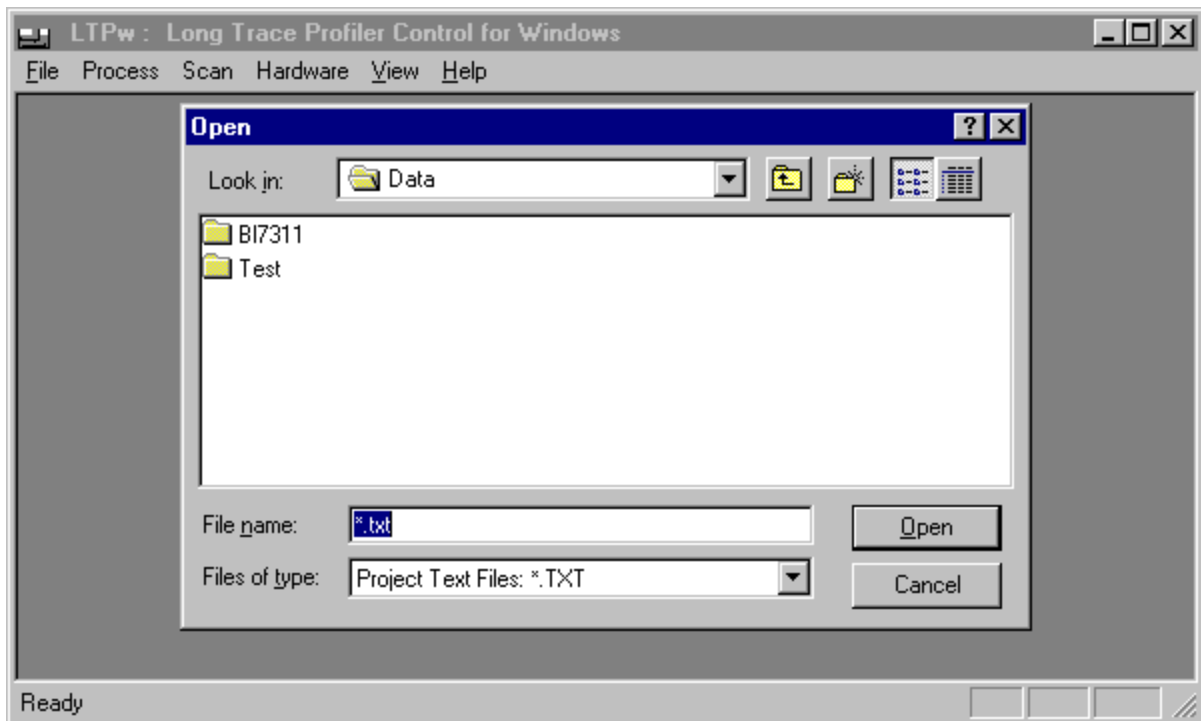 LTPw : Long Trace Profiler Control for Windows
File Process Scan Hardware View Help
Open
Look in: Data
BI7311
Test
File name: *.txt Open
Files of type: Project Text Files: *.TXT Cancel
Ready